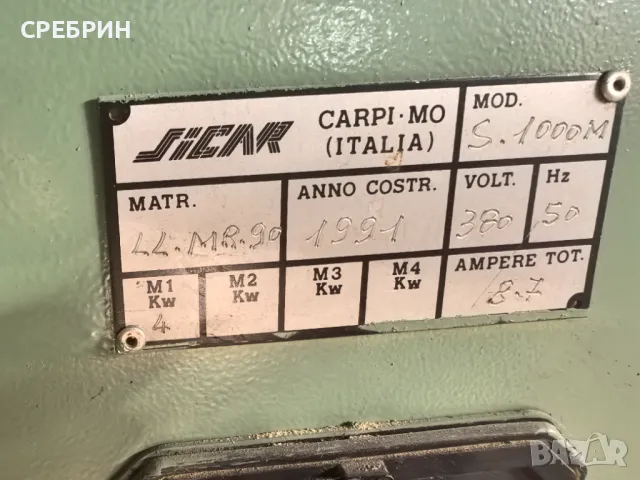 СРЕБРИН
SiCAR
CARPI·MO
(ITALIA)
MOD.
S.1000M
MATR.
LL.MR.90
ANNO COSTR.
1991
VOLT.
380
Hz
50
M1
Kw
4
M2
Kw
M3
Kw
M4
Kw
AMPERE TOT.
8.7
BAZAR